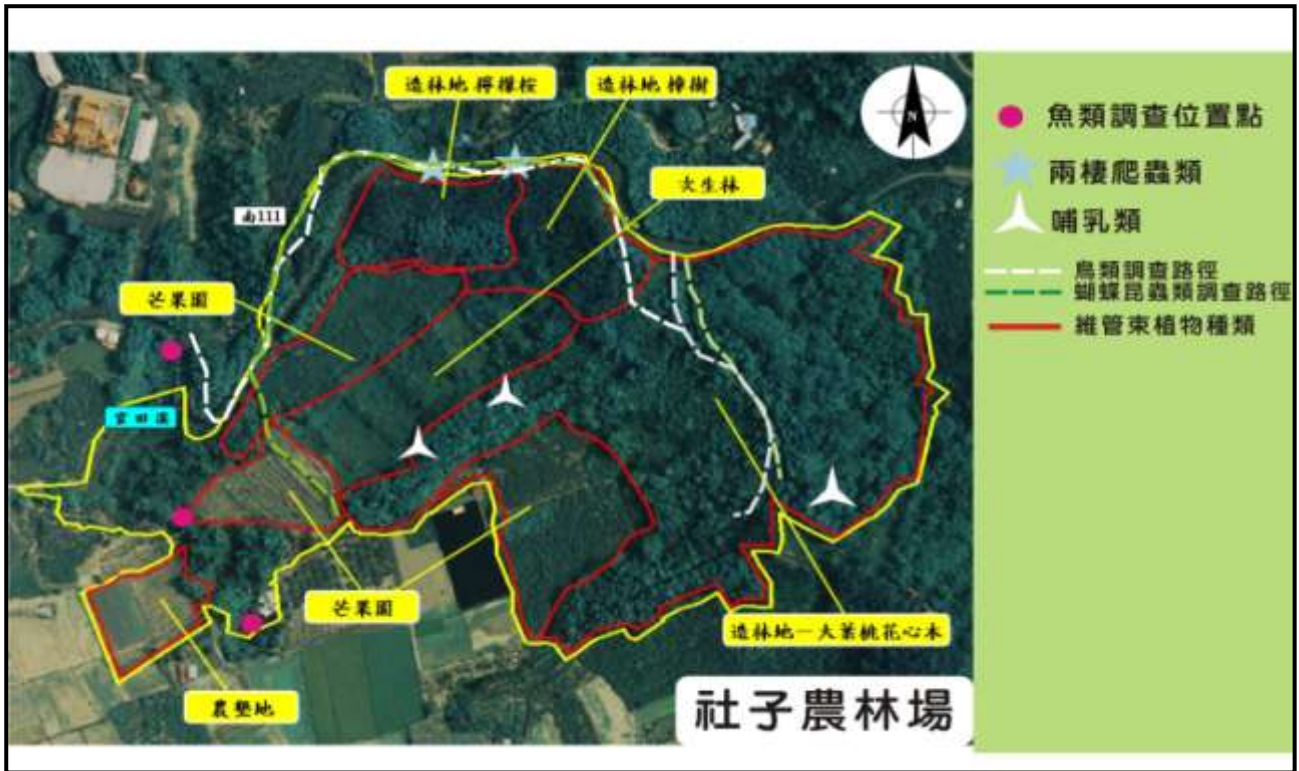 造林地 檸檬桉
造林地 樟樹
N
次生林
南111
芒果園
官田溪
芒果園
造林地－大葉桃花心木
農墾地
社子農林場
魚類調查位置點
兩棲爬蟲類
哺乳類
鳥類調查路徑
蝴蝶昆蟲類調查路徑
維管束植物種類